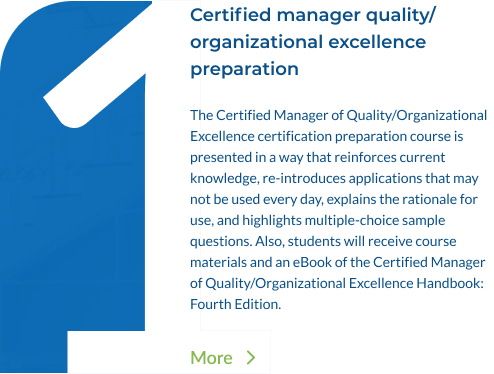 Certified manager quality/
organizational excellence
preparation
The Certified Manager of Quality/Organizational
Excellence certification preparation course is
presented in a way that reinforces current
knowledge, re-introduces applications that may
not be used every day, explains the rationale for
use, and highlights multiple-choice sample
questions. Also, students will receive course
materials and an eBook of the Certified Manager
of Quality/Organizational Excellence Handbook:
Fourth Edition.
More